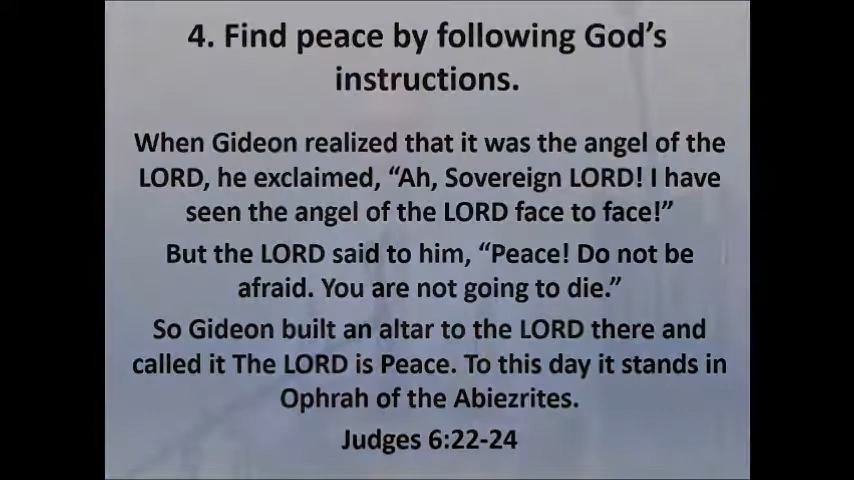 4. Find peace by following God’s
instructions.
When Gideon realized that it was the angel of the
LORD, he exclaimed, “Ah, Sovereign LORD! I have
seen the angel of the LORD face to face!”
But the LORD said to him, “Peace! Do not be
afraid. You are not going to die.”
So Gideon built an altar to the LORD there and
called it The LORD is Peace. To this day it stands in
Ophrah of the Abiezrites.
Judges 6:22-24